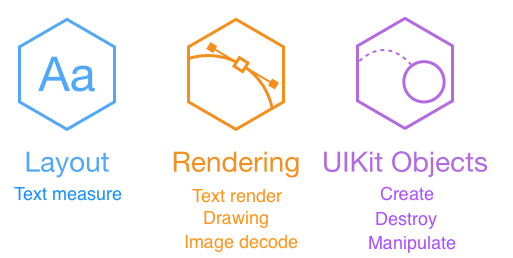 Aa
Layout
Text measure
Rendering
Text render
Drawing
Image decode
UIKit Objects
Create
Destroy
Manipulate